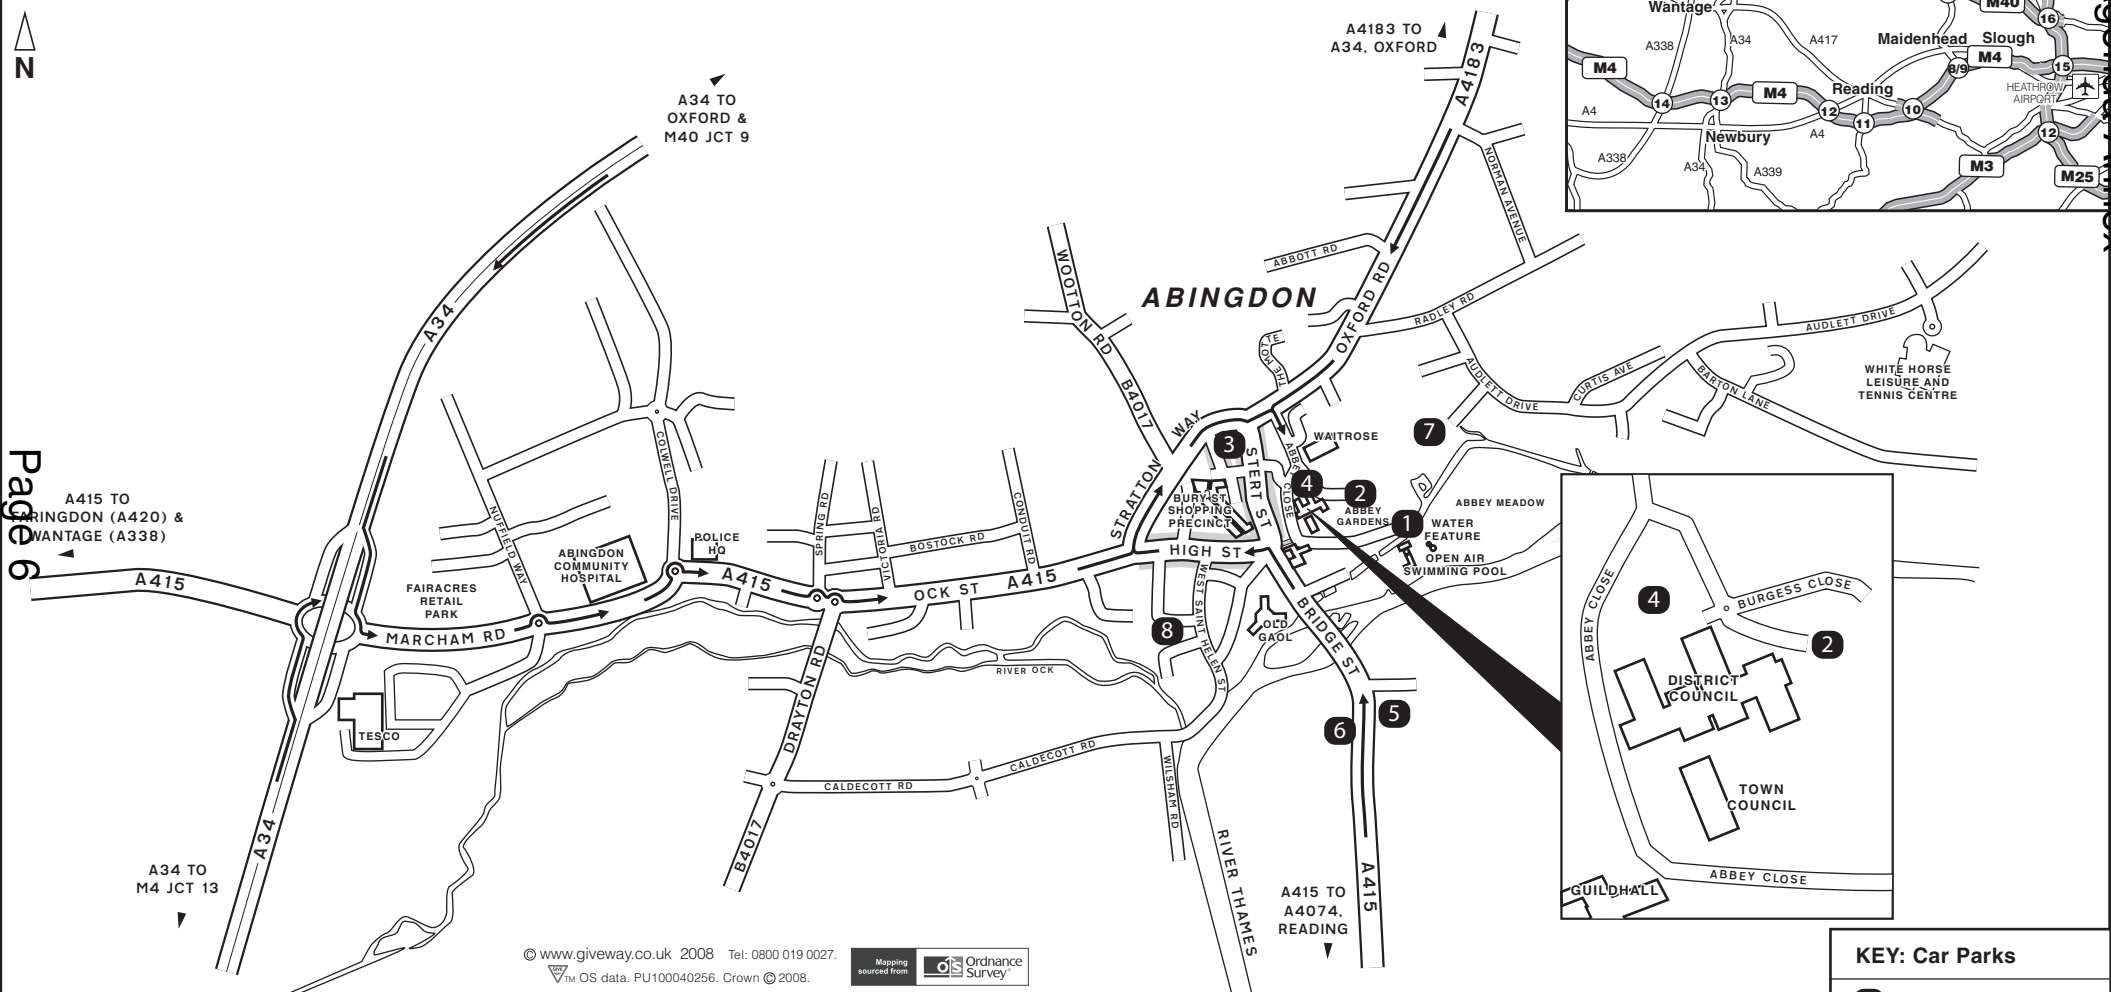 N
Page 6
A34 TO
OXFORD &
M40 JCT 9
A4183 TO
A34, OXFORD
A4183
Wantage
M40
16
A338
A34
A417
Maidenhead
Slough
M4
8/9
M4
15
HEATHROW
AIRPORT
Reading
M4
14
13
12
11
10
12
A4
Newbury
A4
A338
A34
A339
M3
M25
NORMAN AVENUE
ABBOTT RD
ABINGDON
OXFORD RD
RADLEY RD
WOOTTON RD
B4017
THE MOTTE
AUDLETT DRIVE
AUDLETT DRIVE
CURTIS AVE
BARTON LANE
WHITE HORSE
LEISURE AND
TENNIS CENTRE
A34
STRATTON WAY
3
STERT ST
WAITROSE
7
ABBEY CLOSE
4
2
ABBEY
GARDENS
1
ABBEY MEADOW
WATER
FEATURE
OPEN AIR
SWIMMING POOL
BURY ST
SHOPPING
PRECINCT
HIGH ST
A415 TO
FARINGDON (A420) &
WANTAGE (A338)
A415
COLWELL DRIVE
NUFFIELD WAY
POLICE
HQ
ABINGDON
COMMUNITY
HOSPITAL
FAIRACRES
RETAIL
PARK
MARCHAM RD
A415
SPRING RD
VICTORIA RD
BOSTOCK RD
CONDUIT RD
OCK ST
A415
WEST SAINT HELEN ST
8
OLD
GAOL
BRIDGE ST
RIVER OCK
DRAYTON RD
TESCO
6
5
CALDECOTT RD
CALDECOTT RD
WILSHAM RD
B4017
A34
A34 TO
M4 JCT 13
RIVER THAMES
A415
A415 TO
A4074,
READING
ABBEY CLOSE
4
BURGESS CLOSE
2
DISTRICT
COUNCIL
TOWN
COUNCIL
ABBEY CLOSE
GUILDHALL
© www.giveway.co.uk 2008 Tel: 0800 019 0027.
GIVE WAY TM OS data. PU100040256. Crown © 2008.
Mapping
sourced from
OS Ordnance
Survey®
KEY: Car Parks